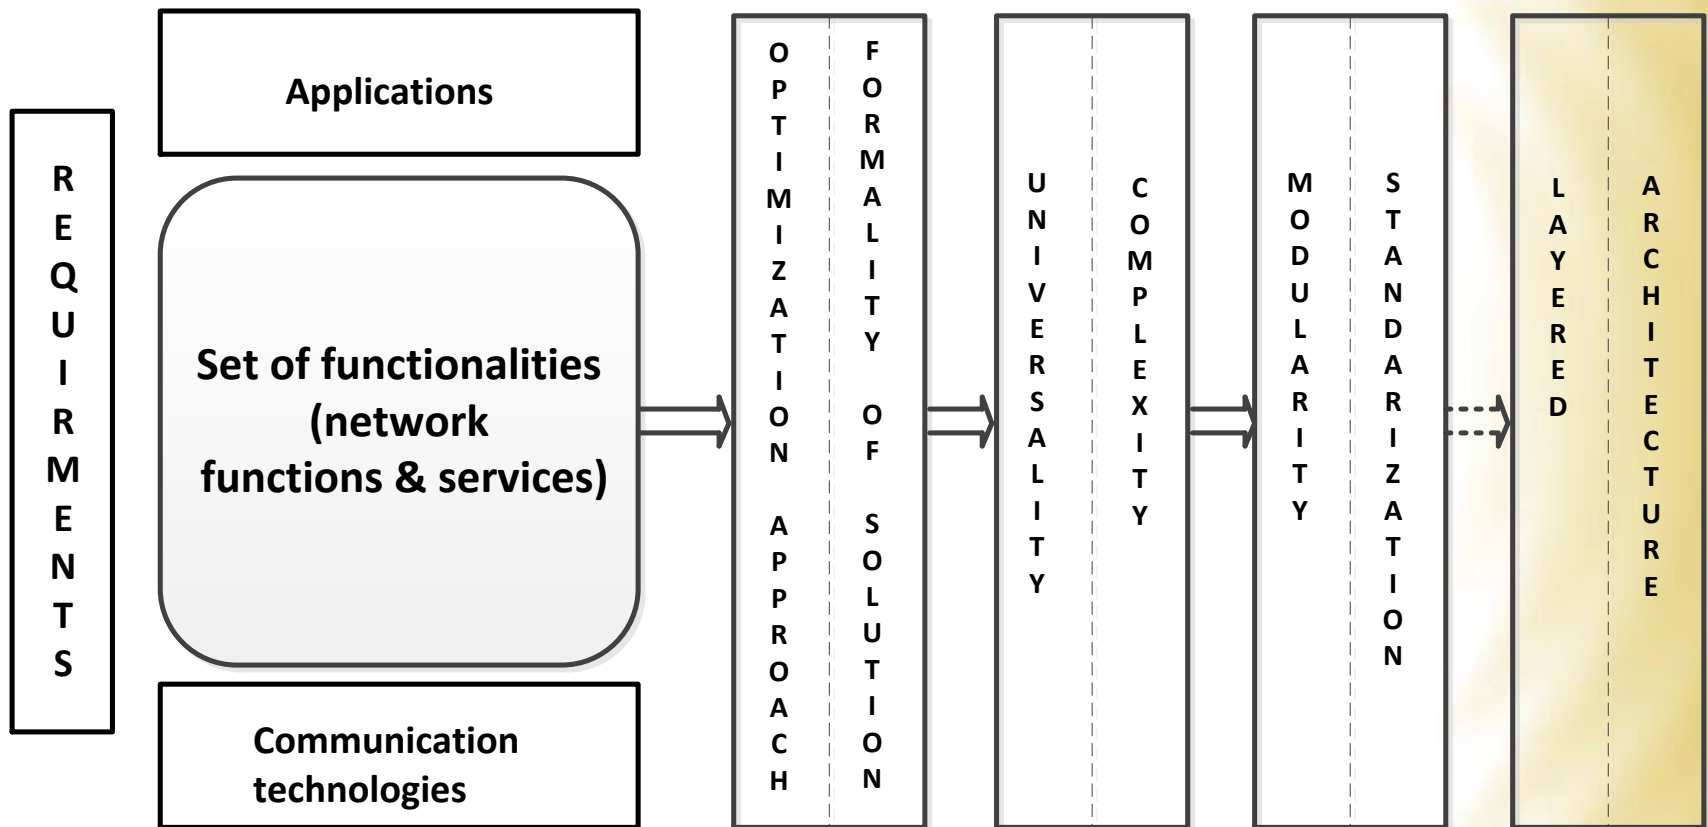 REQUIRMENTS
Applications
Set of functionalities
(network
functions & services)
Communication
technologies
OPTIMIZATION APPROACH
FORMALITY OF SOLUTION
UNIVERSALITY
COMPLEXITY
MODULARITY
STANDARIZATION
LAYERED
ARCHITECTURE